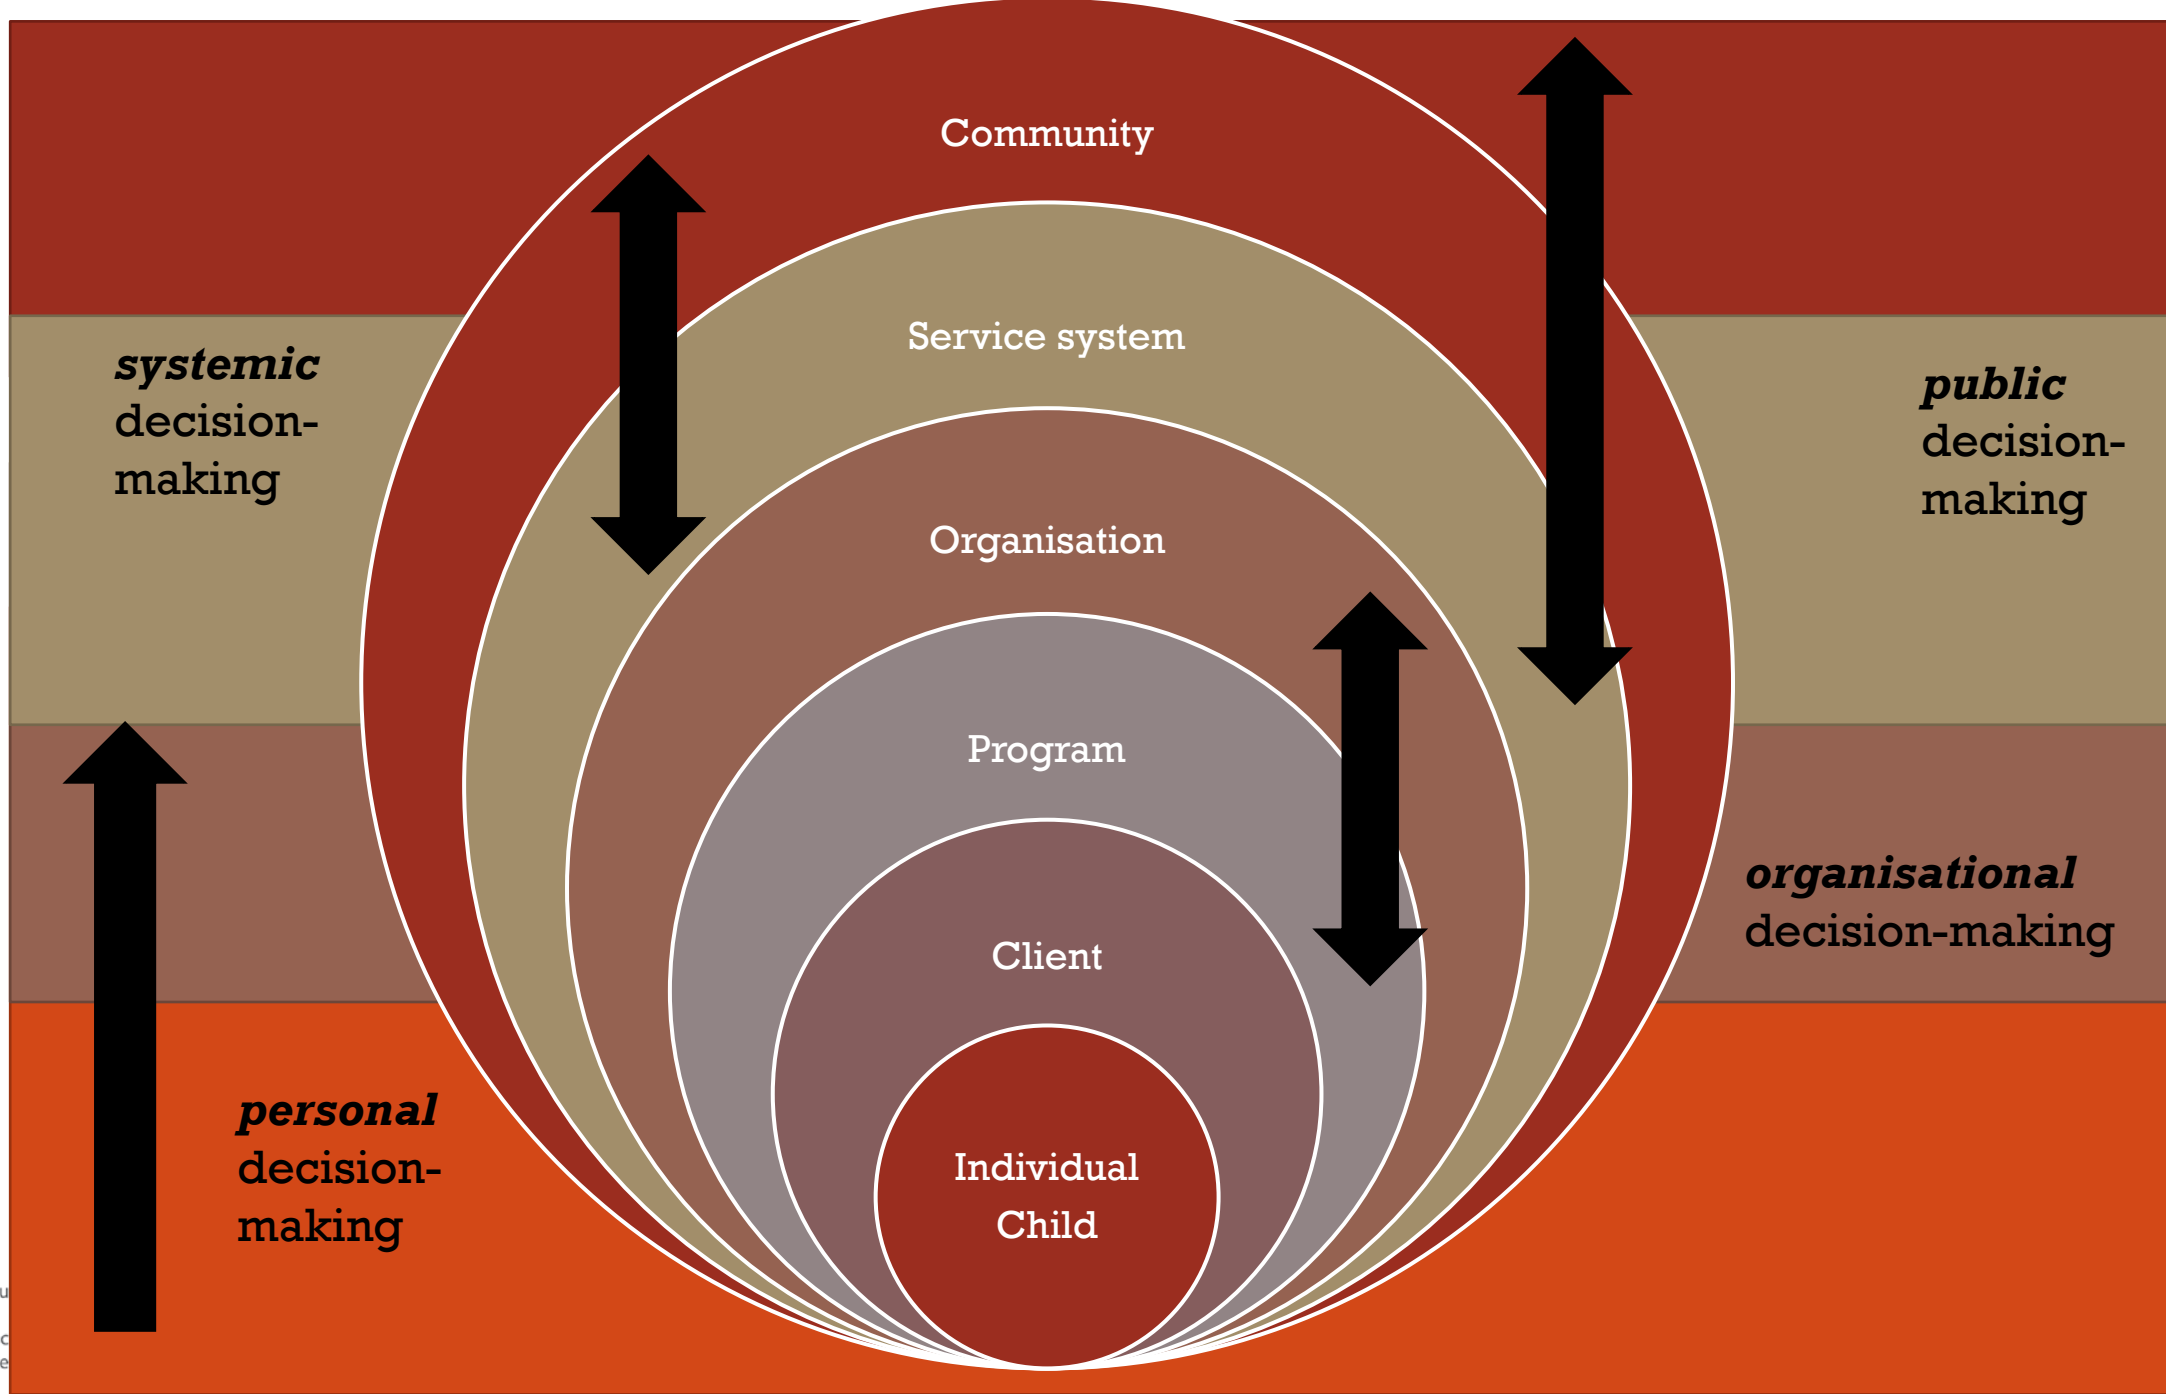 Community
Service system
systemic
decision-
making
public
decision-
making
Organisation
Program
organisational
decision-making
Client
personal
decision-
making
Individual
Child